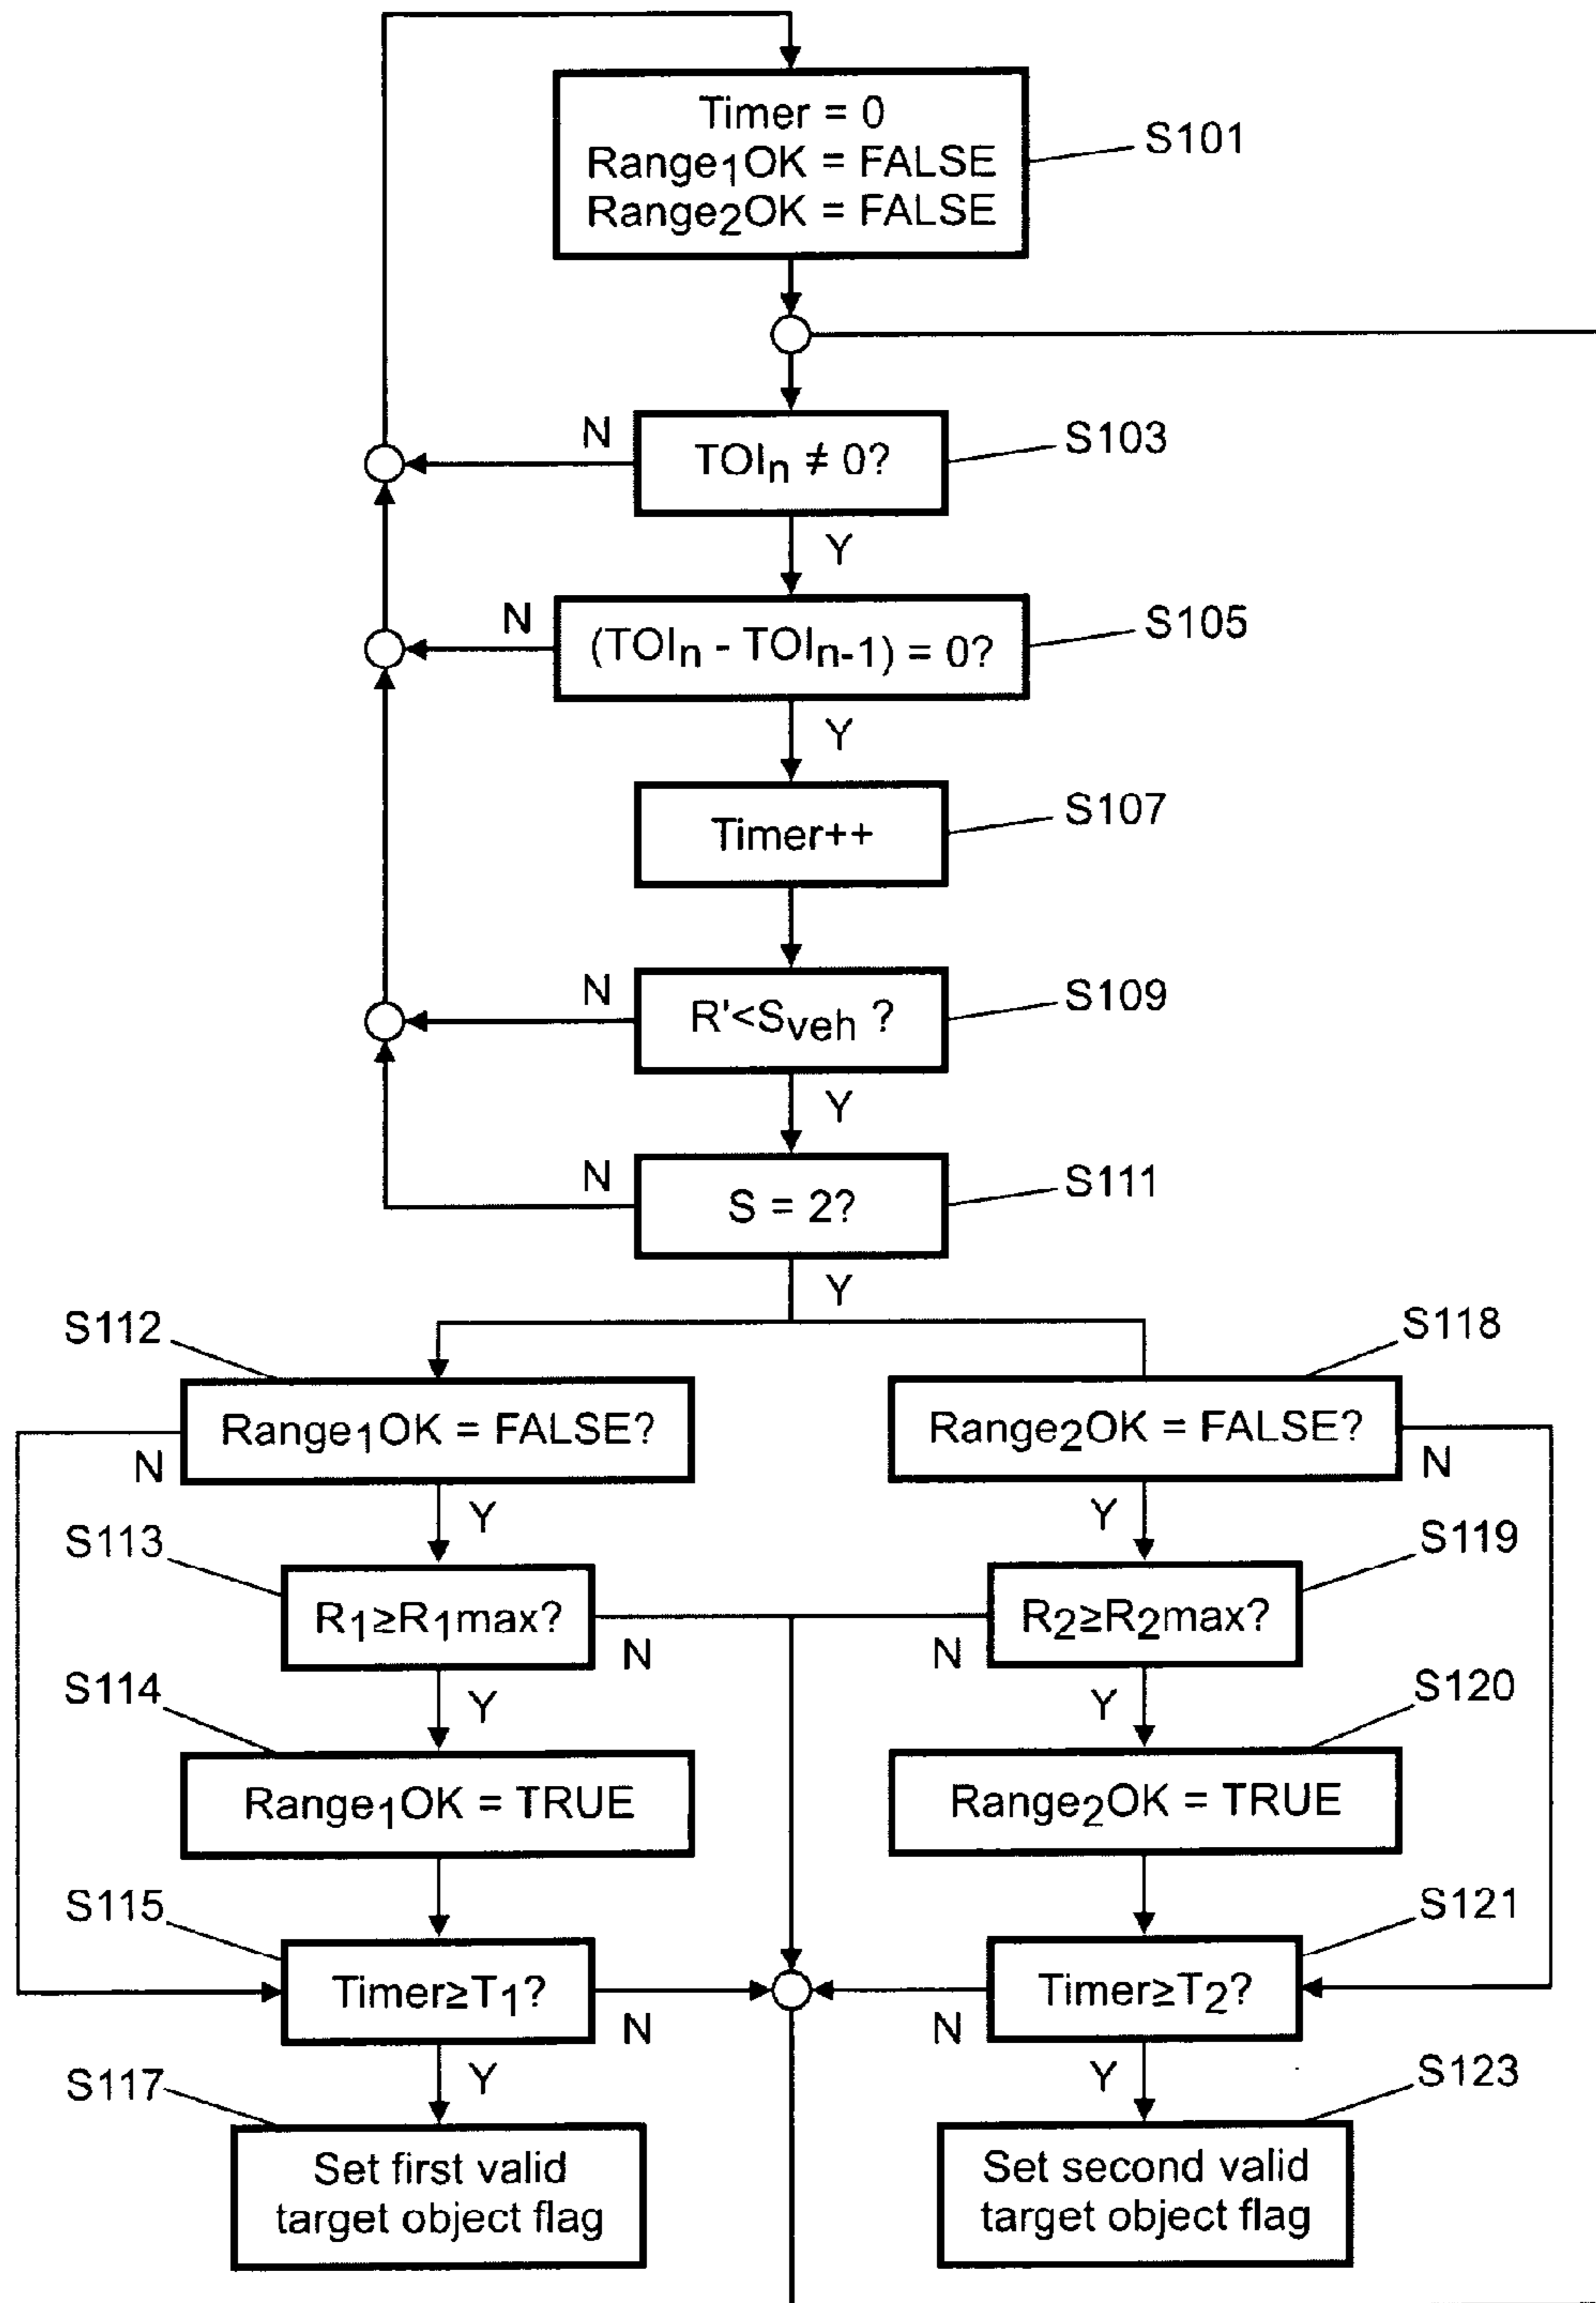 Timer = 0
Range1OK = FALSE
Range2OK = FALSE
S101
N
TOIn ≠ 0?
S103
Y
N
(TOIn - TOIn-1) = 0?
S105
Y
Timer++
S107
N
R'<Sveh ?
S109
Y
N
S = 2?
S111
Y
S112
S118
Range1OK = FALSE?
Range2OK = FALSE?
N
N
Y
Y
S113
S119
R1≥R1max?
R2≥R2max?
N
N
S114
Y
Y
S120
Range1OK = TRUE
Range2OK = TRUE
S115
S121
Timer≥T1?
Timer≥T2?
N
N
S117
Y
Y
S123
Set first valid
target object flag
Set second valid
target object flag